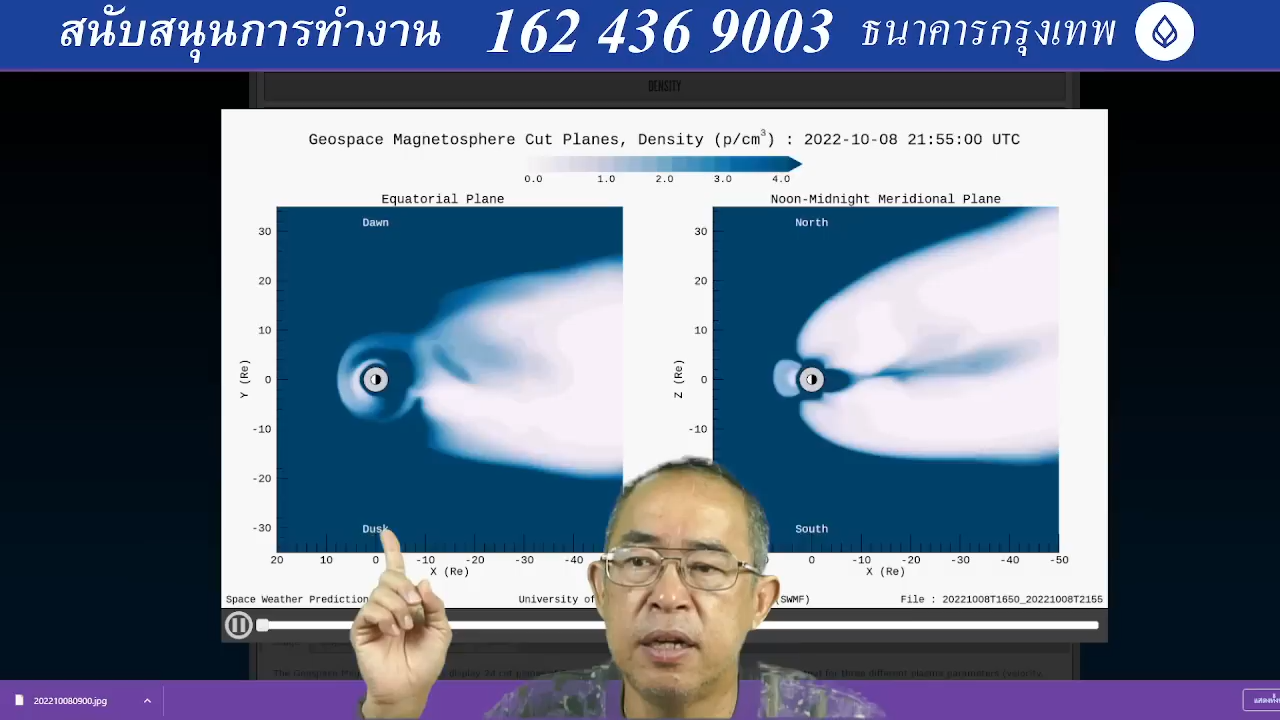 สนับสนุนการทำงาน 162 436 9003 ธนาคารกรุงเทพ
DENSITY
Geospace Magnetosphere Cut Planes, Density (p/cm3) : 2022-10-08 21:55:00 UTC
0.0 1.0 2.0 3.0 4.0
Equatorial Plane
Noon-Midnight Meridional Plane
Dawn
30
20
10
0
-10
-20
-30
Y (Re)
Dusk
20 10 0 -10 -20 -30 -40
X (Re)
North
30
20
10
0
-10
Z (Re)
South
0 -10 -20 -30 -40 -50
X (Re)
Space Weather Prediction
University of
(SWMF)
File : 20221008T1650_20221008T2155
202210080900.jpg